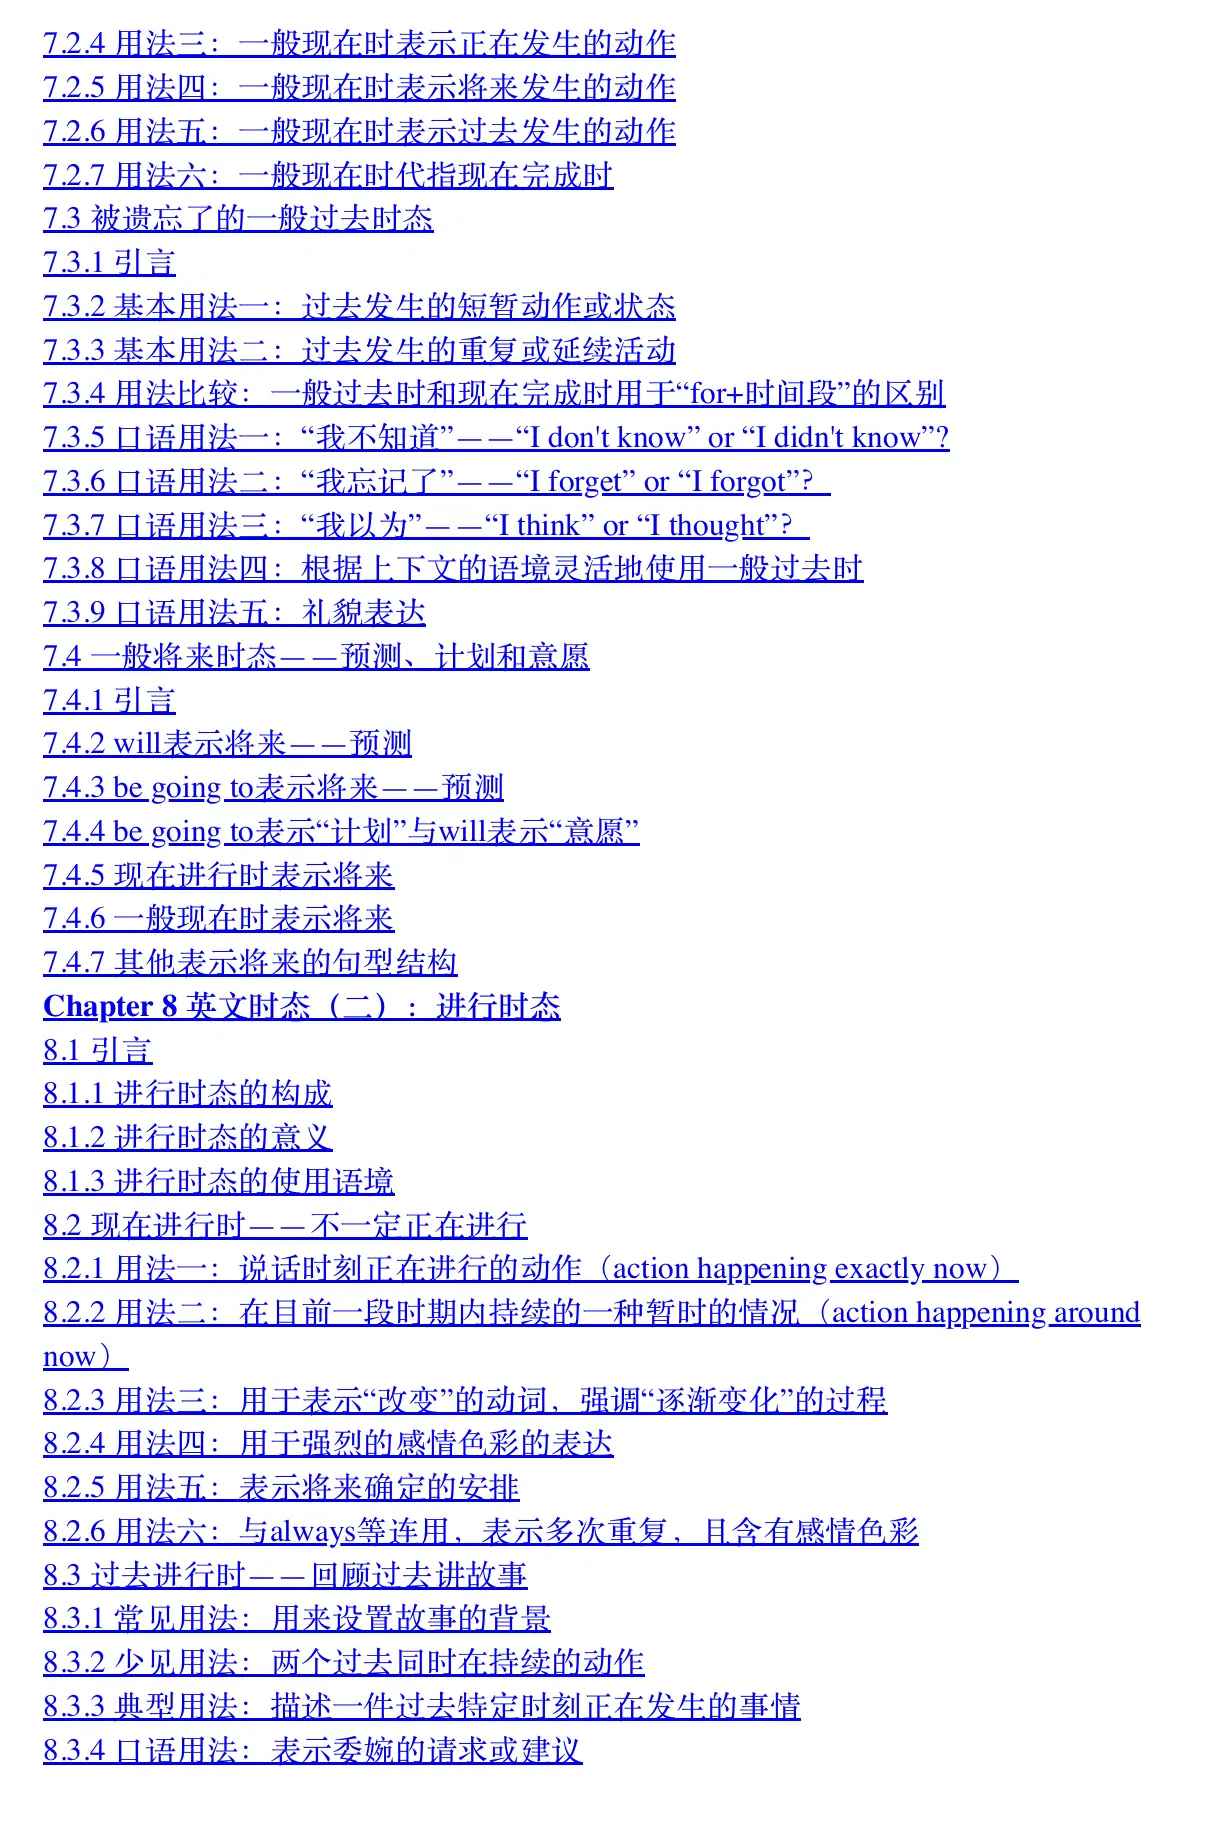 7.2.4 用法三：一般现在时表示正在发生的动作
7.2.5 用法四：一般现在时表示将来发生的动作
7.2.6 用法五：一般现在时表示过去发生的动作
7.2.7 用法六：一般现在时代指现在完成时
7.3 被遗忘了的一般过去时态
7.3.1 引言
7.3.2 基本用法一：过去发生的短暂动作或状态
7.3.3 基本用法二：过去发生的重复或延续活动
7.3.4 用法比较：一般过去时和现在完成时用于“for+时间段”的区别
7.3.5 口语用法一：“我不知道”——“I don't know” or “I didn't know”?
7.3.6 口语用法二：“我忘记了”——“I forget” or “I forgot”？
7.3.7 口语用法三：“我以为”——“I think” or “I thought”？
7.3.8 口语用法四：根据上下文的语境灵活地使用一般过去时
7.3.9 口语用法五：礼貌表达
7.4 一般将来时态——预测、计划和意愿
7.4.1 引言
7.4.2 will表示将来——预测
7.4.3 be going to表示将来——预测
7.4.4 be going to表示“计划”与will表示“意愿”
7.4.5 现在进行时表示将来
7.4.6 一般现在时表示将来
7.4.7 其他表示将来的句型结构
Chapter 8 英文时态（二）：进行时态
8.1 引言
8.1.1 进行时态的构成
8.1.2 进行时态的意义
8.1.3 进行时态的使用语境
8.2 现在进行时——不一定正在进行
8.2.1 用法一：说话时刻正在进行的动作（action happening exactly now）
8.2.2 用法二：在目前一段时期内持续的一种暂时的情况（action happening around
now）
8.2.3 用法三：用于表示“改变”的动词，强调“逐渐变化”的过程
8.2.4 用法四：用于强烈的感情色彩的表达
8.2.5 用法五：表示将来确定的安排
8.2.6 用法六：与always等连用，表示多次重复，且含有感情色彩
8.3 过去进行时——回顾过去讲故事
8.3.1 常见用法：用来设置故事的背景
8.3.2 少见用法：两个过去同时在持续的动作
8.3.3 典型用法：描述一件过去特定时刻正在发生的事情
8.3.4 口语用法：表示委婉的请求或建议